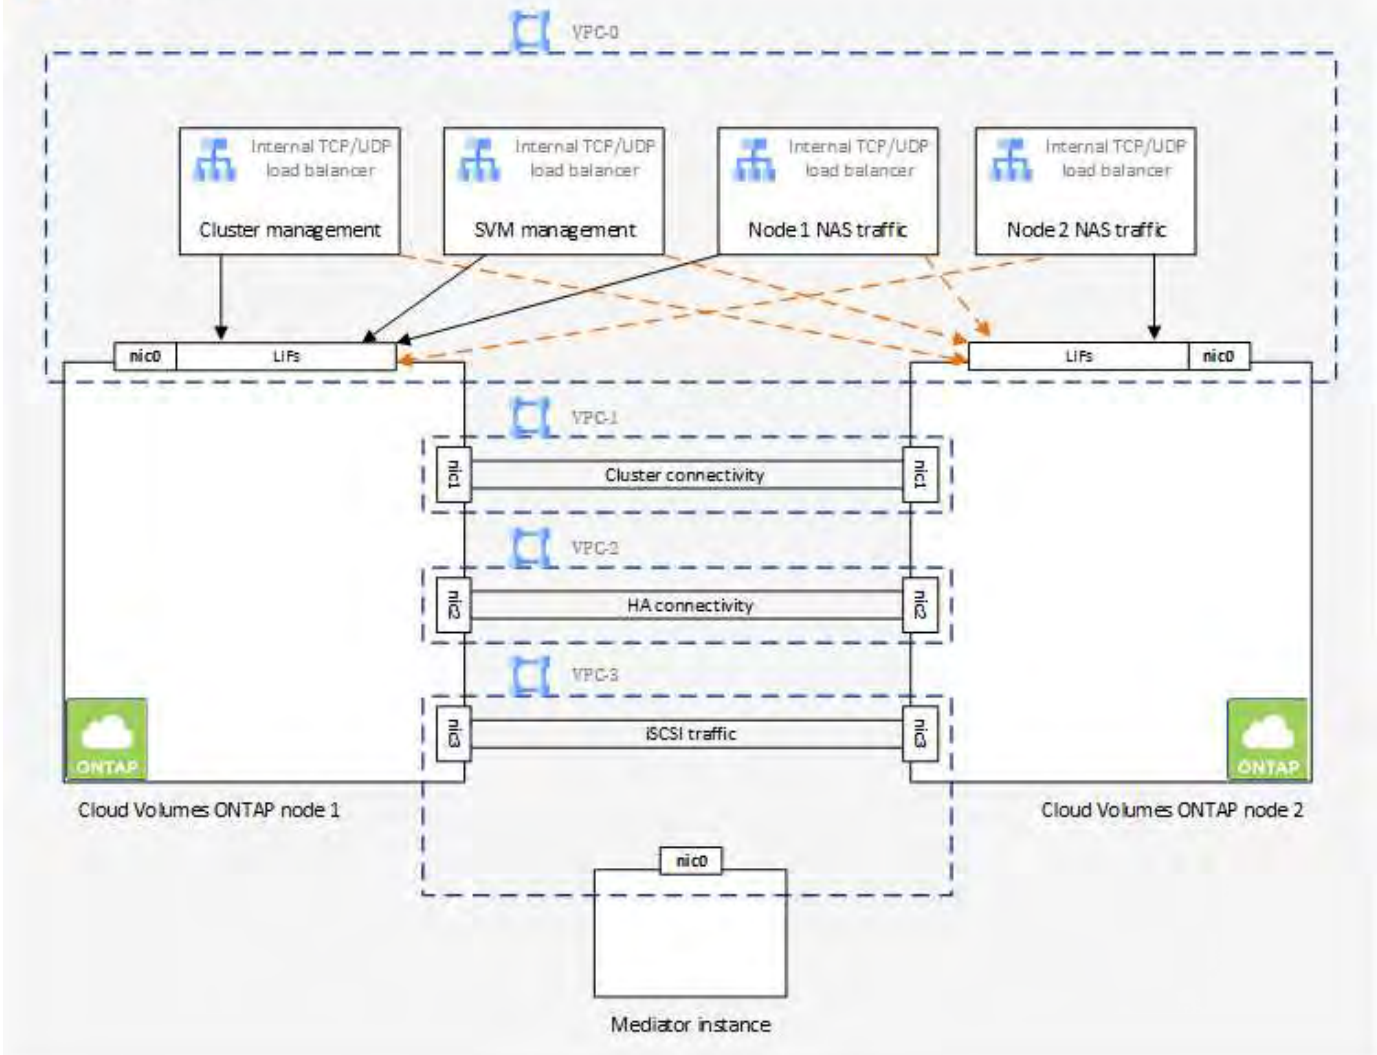 VPC-0
Internal TCP/UDP
load balancer
Cluster management
Internal TCP/UDP
load balancer
SVM management
Internal TCP/UDP
load balancer
Node 1 NAS traffic
Internal TCP/UDP
load balancer
Node 2 NAS traffic
nic0
LIFs
LIFs
nic0
VPC-1
nic1
Cluster connectivity
nic1
VPC-2
nic2
HA connectivity
nic2
VPC-3
nic3
iSCSI traffic
nic3
ONTAP
ONTAP
Cloud Volumes ONTAP node 1
Cloud Volumes ONTAP node 2
nic0
Mediator instance